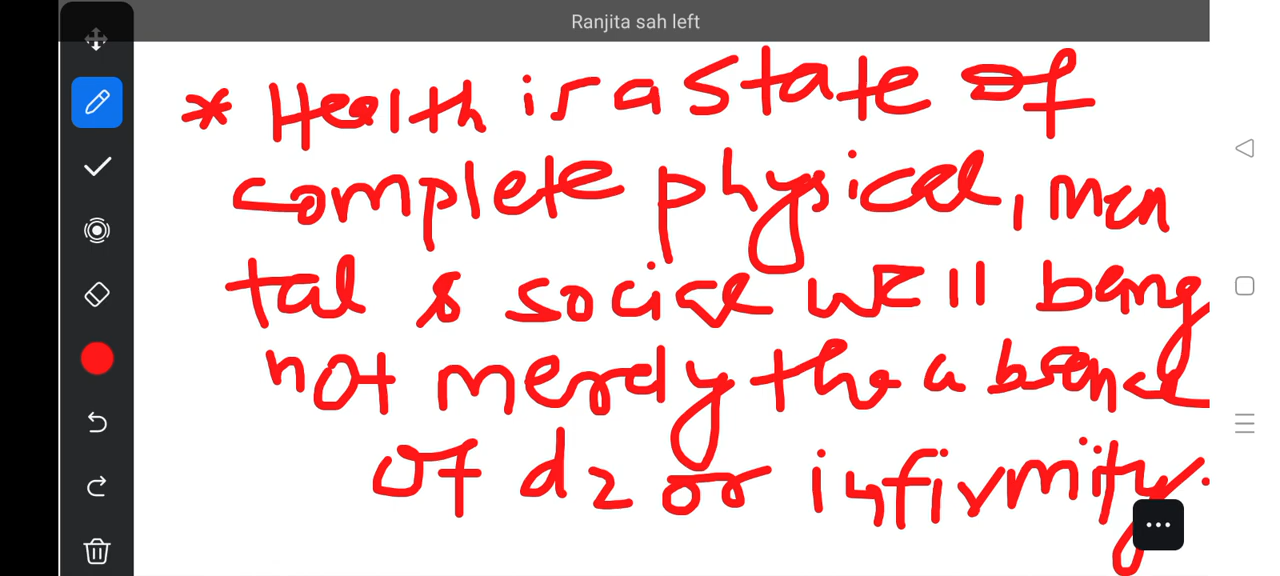 Ranjita sah left
* Health is a state of
complete physical, men
tal & social well being
not merely the absence
of dz or infirmity.